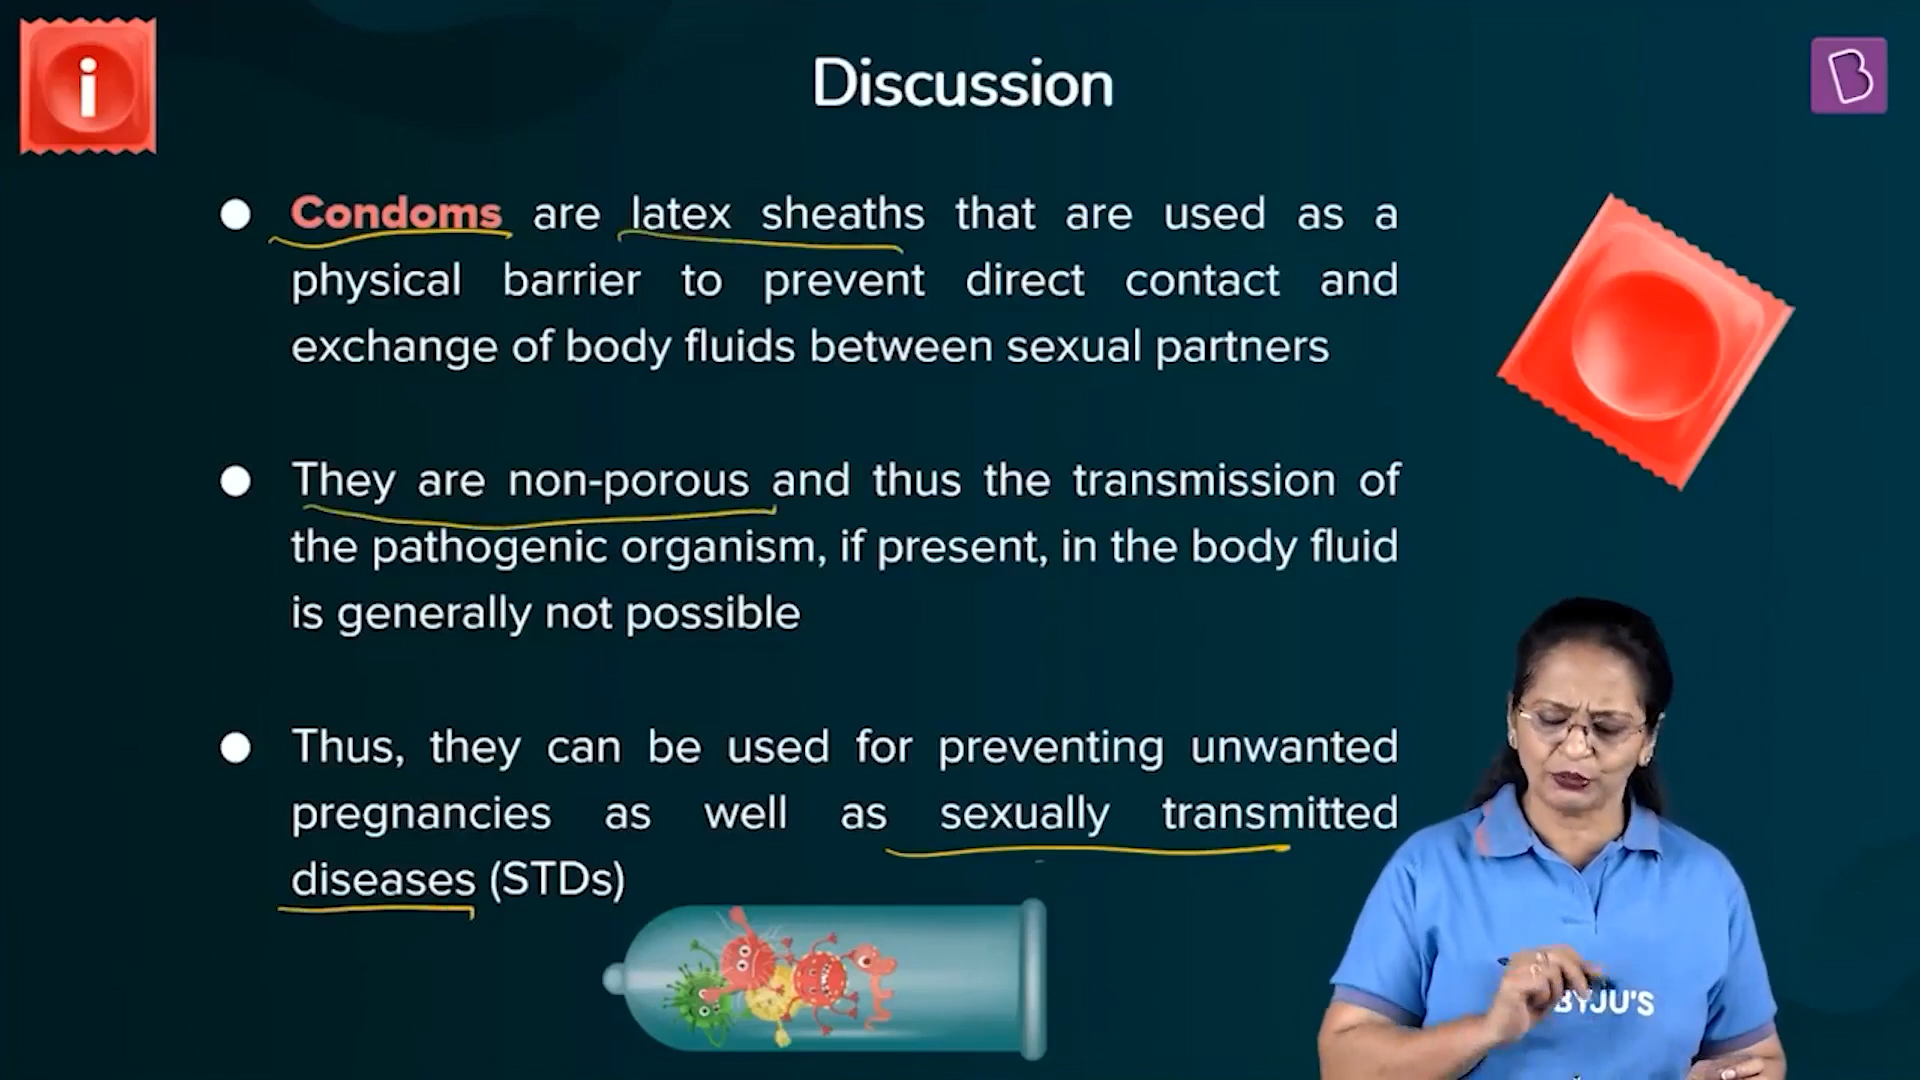 i
Discussion
B
Condoms are latex sheaths that are used as a
physical barrier to prevent direct contact and
exchange of body fluids between sexual partners
They are non-porous and thus the transmission of
the pathogenic organism, if present, in the body fluid
is generally not possible
Thus, they can be used for preventing unwanted
pregnancies as well as sexually transmitted
diseases (STDs)
BYJU'S